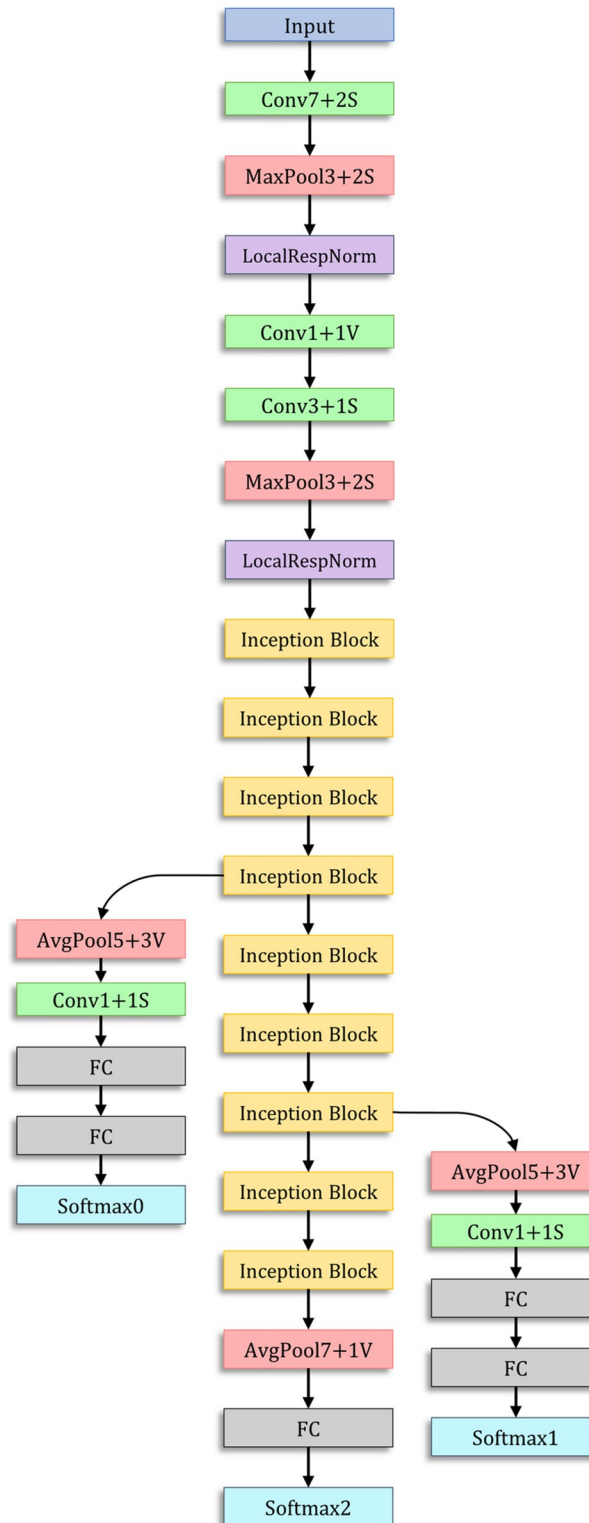 Input
Conv7+2S
MaxPool3+2S
LocalRespNorm
Conv1+1V
Conv3+1S
MaxPool3+2S
LocalRespNorm
Inception Block
Inception Block
Inception Block
Inception Block
AvgPool5+3V
Conv1+1S
FC
FC
Softmax0
Inception Block
Inception Block
Inception Block
AvgPool5+3V
Conv1+1S
FC
FC
Softmax1
Inception Block
Inception Block
AvgPool7+1V
FC
Softmax2